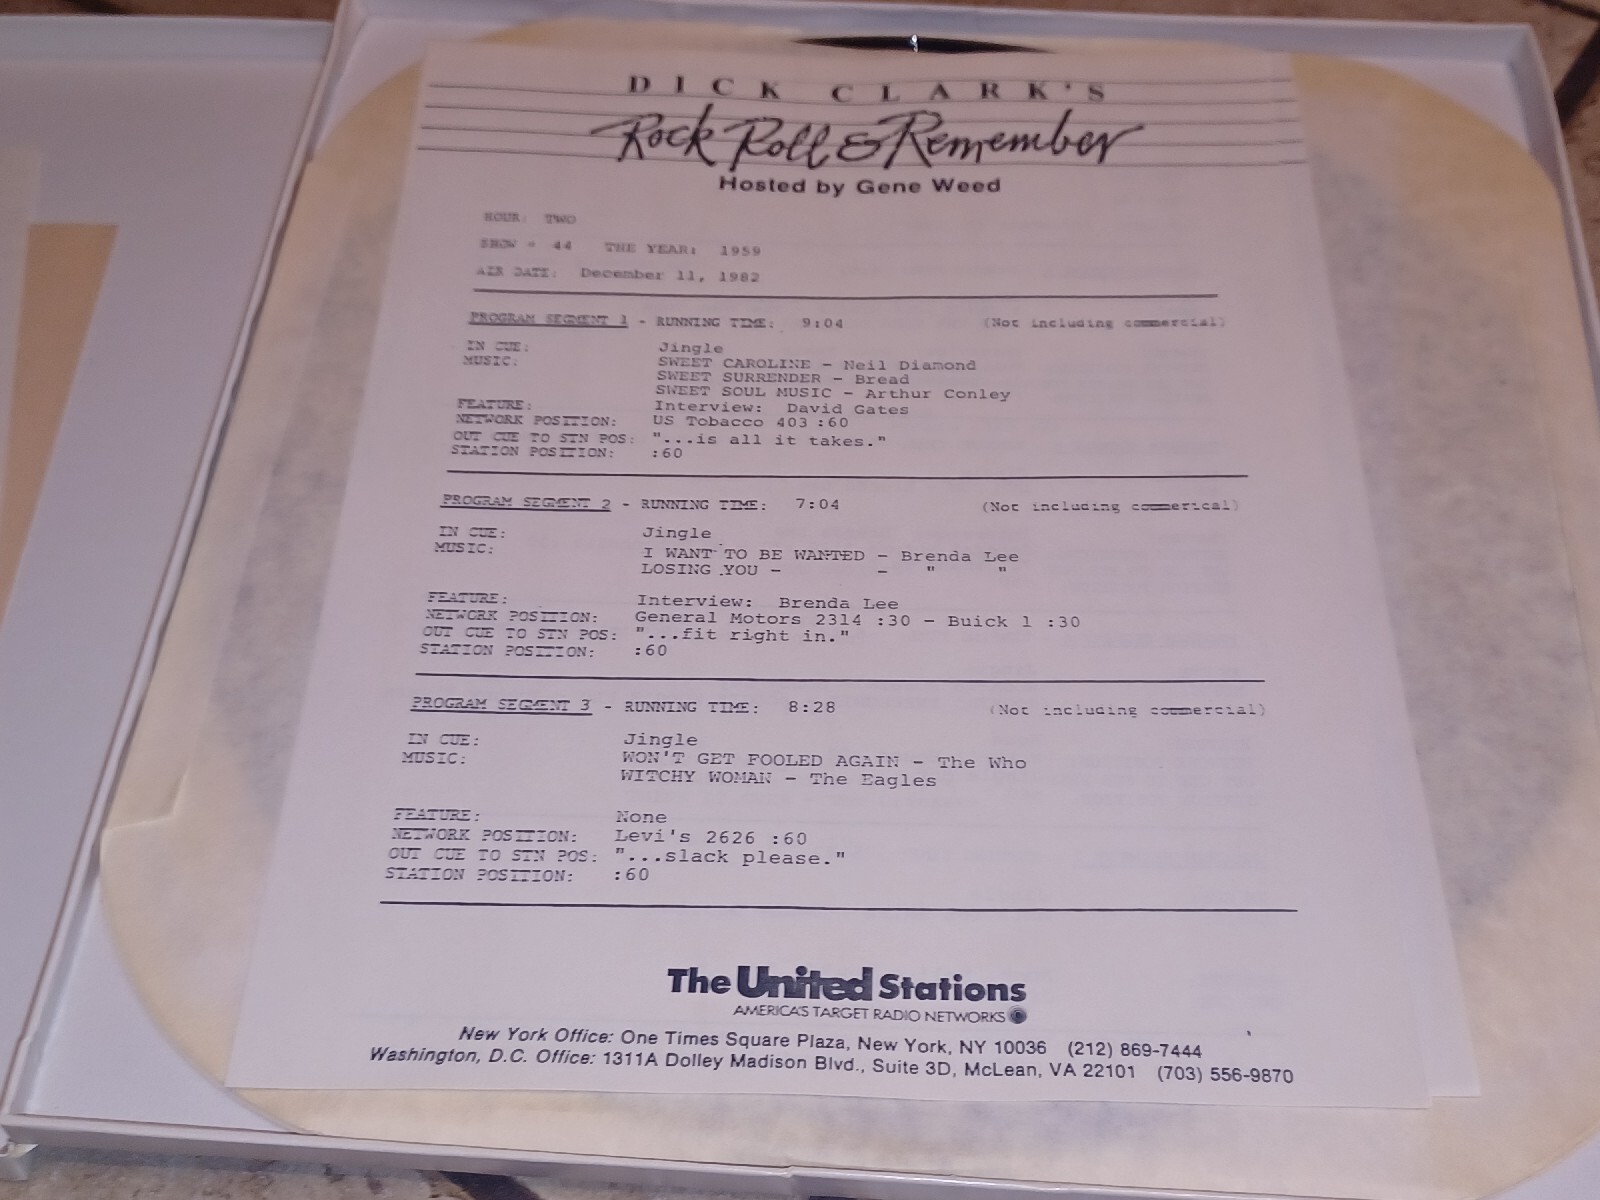 DICK CLARK'S
Rock Roll & Remember
Hosted by Gene Weed
HOUR: TWO
SHOW # 44 THE YEAR: 1959
AIR DATE: December 11, 1982
PROGRAM SEGMENT 1 - RUNNING TIME: 9:04 (Not including commercial)
IN CUE: Jingle
MUSIC: SWEET CAROLINE - Neil Diamond
SWEET SURRENDER - Bread
SWEET SOUL MUSIC - Arthur Conley
FEATURE: Interview: David Gates
NETWORK POSITION: US Tobacco 403 :60
OUT CUE TO STN POS: "...is all it takes."
STATION POSITION: :60
PROGRAM SEGMENT 2 - RUNNING TIME: 7:04 (Not including commerical)
IN CUE: Jingle
MUSIC: I WANT TO BE WANTED - Brenda Lee
LOSING YOU - - " "
FEATURE: Interview: Brenda Lee
NETWORK POSITION: General Motors 2314 :30 - Buick 1 :30
OUT CUE TO STN POS: "...fit right in."
STATION POSITION: :60
PROGRAM SEGMENT 3 - RUNNING TIME: 8:28 (Not including commercial)
IN CUE: Jingle
MUSIC: WON'T GET FOOLED AGAIN - The Who
WITCHY WOMAN - The Eagles
FEATURE: None
NETWORK POSITION: Levi's 2626 :60
OUT CUE TO STN POS: "...slack please."
STATION POSITION: :60
The United Stations
AMERICA'S TARGET RADIO NETWORKS
New York Office: One Times Square Plaza, New York, NY 10036 (212) 869-7444
Washington, D.C. Office: 1311A Dolley Madison Blvd., Suite 3D, McLean, VA 22101 (703) 556-9870